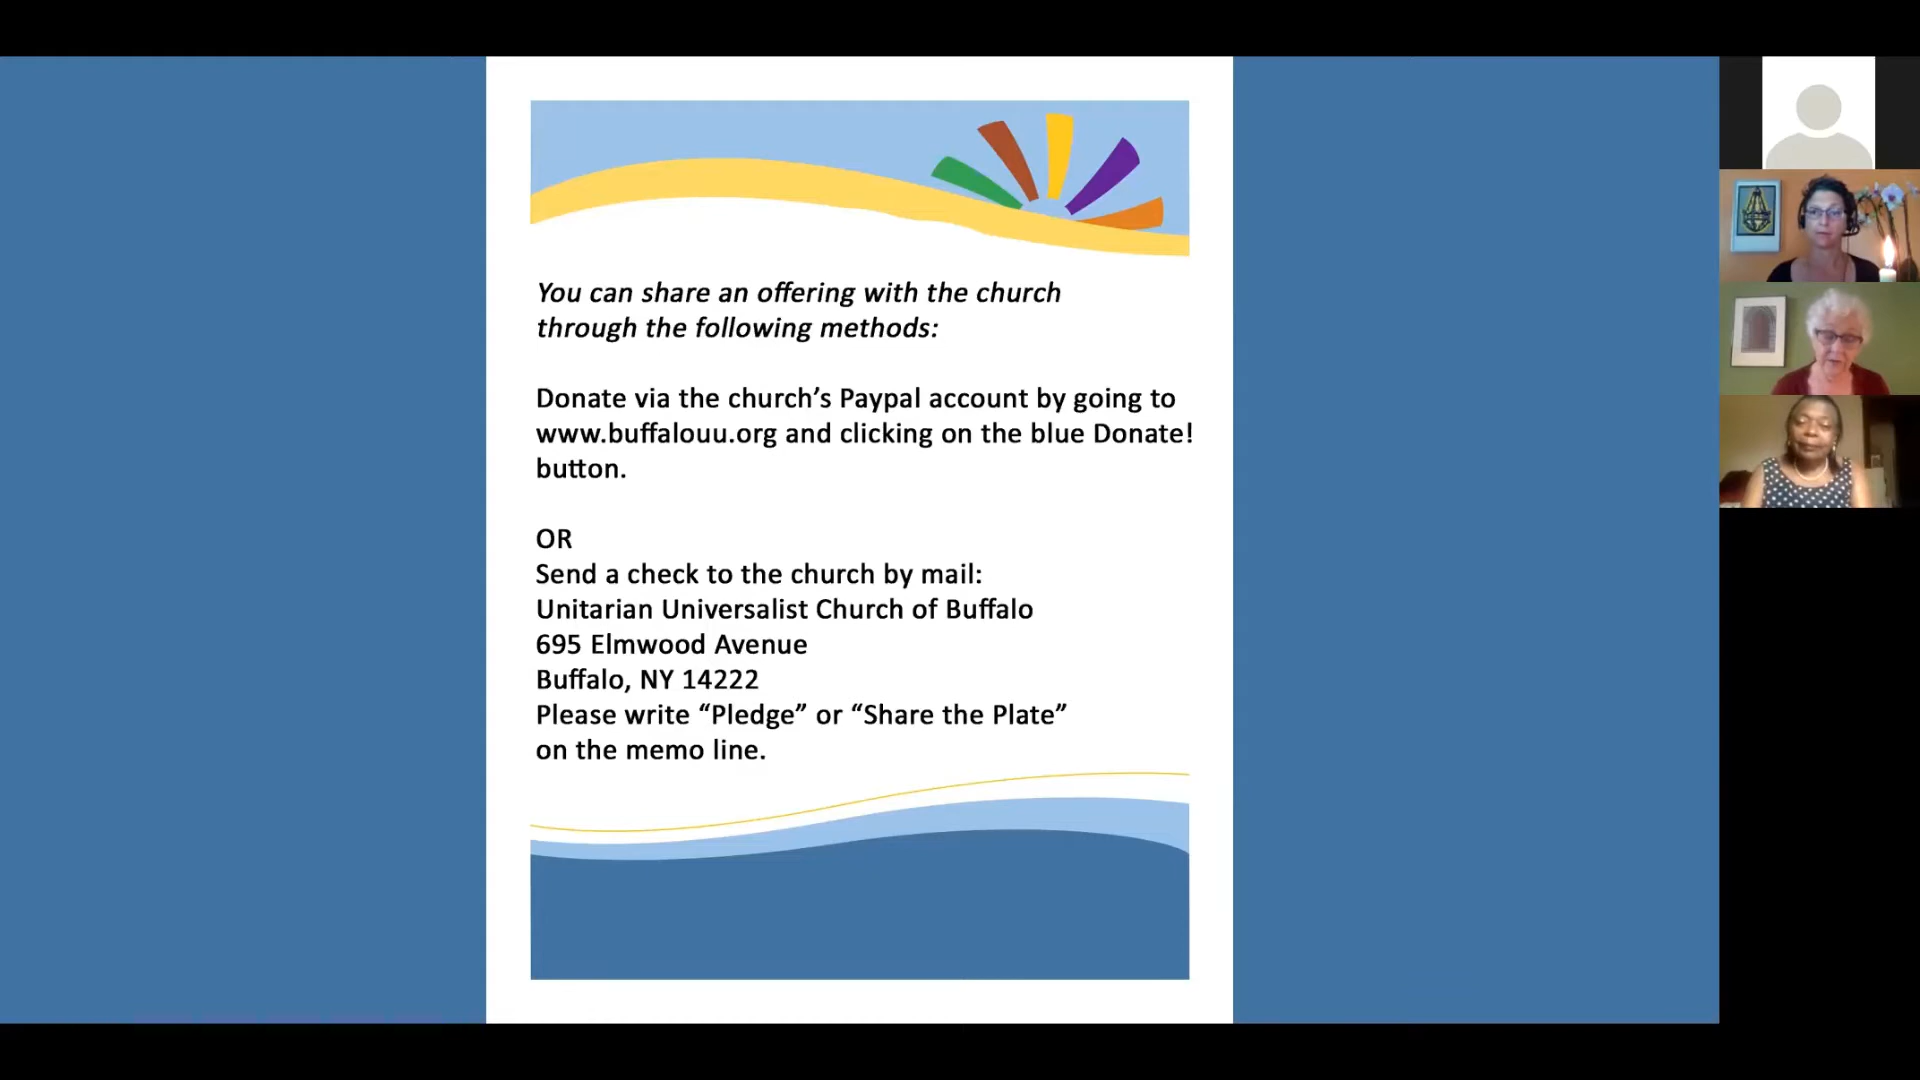 You can share an offering with the church
through the following methods:
Donate via the church’s Paypal account by going to
www.buffalouu.org and clicking on the blue Donate!
button.
OR
Send a check to the church by mail:
Unitarian Universalist Church of Buffalo
695 Elmwood Avenue
Buffalo, NY 14222
Please write “Pledge” or “Share the Plate”
on the memo line.